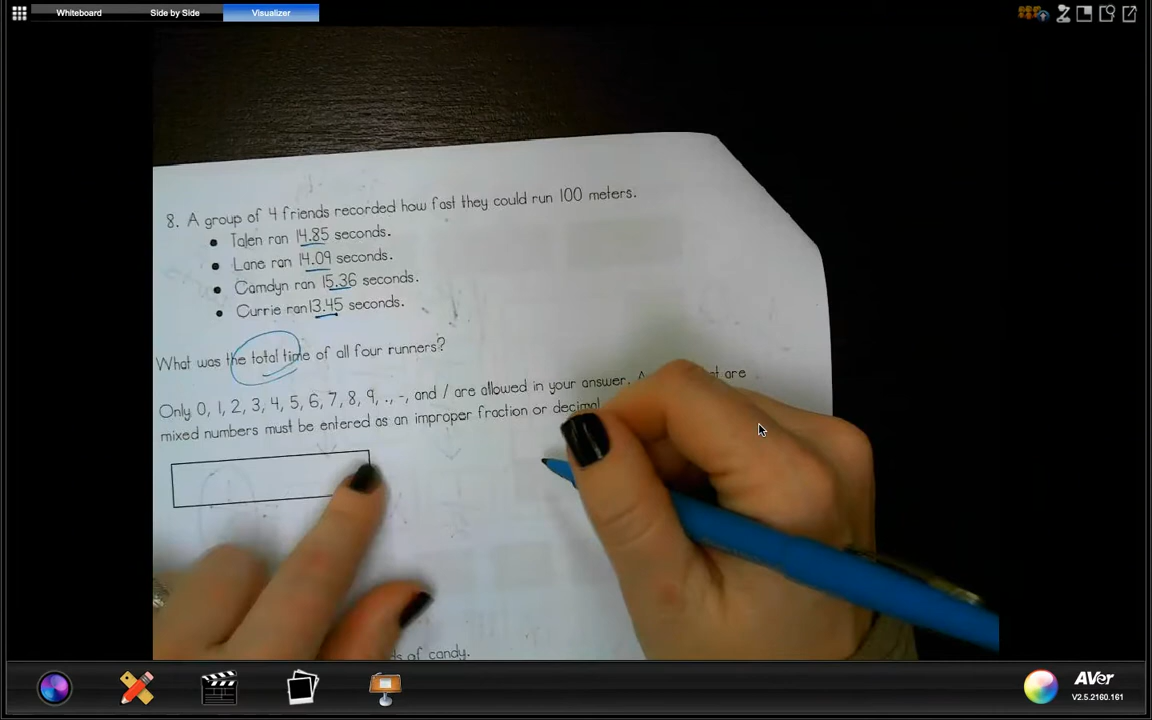 Whiteboard Side by Side Visualizer
8. A group of 4 friends recorded how fast they could run 100 meters.
Talen ran 14.85 seconds.
Lane ran 14.09 seconds.
Camdyn ran 15.36 seconds.
Currie ran 13.45 seconds.
What was the total time of all four runners?
Only 0, 1, 2, 3, 4, 5, 6, 7, 8, 9, ., -, and / are allowed in your answer. are
mixed numbers must be entered as an improper fraction or decimal
of candy.
AVer
V2.5.2160.161